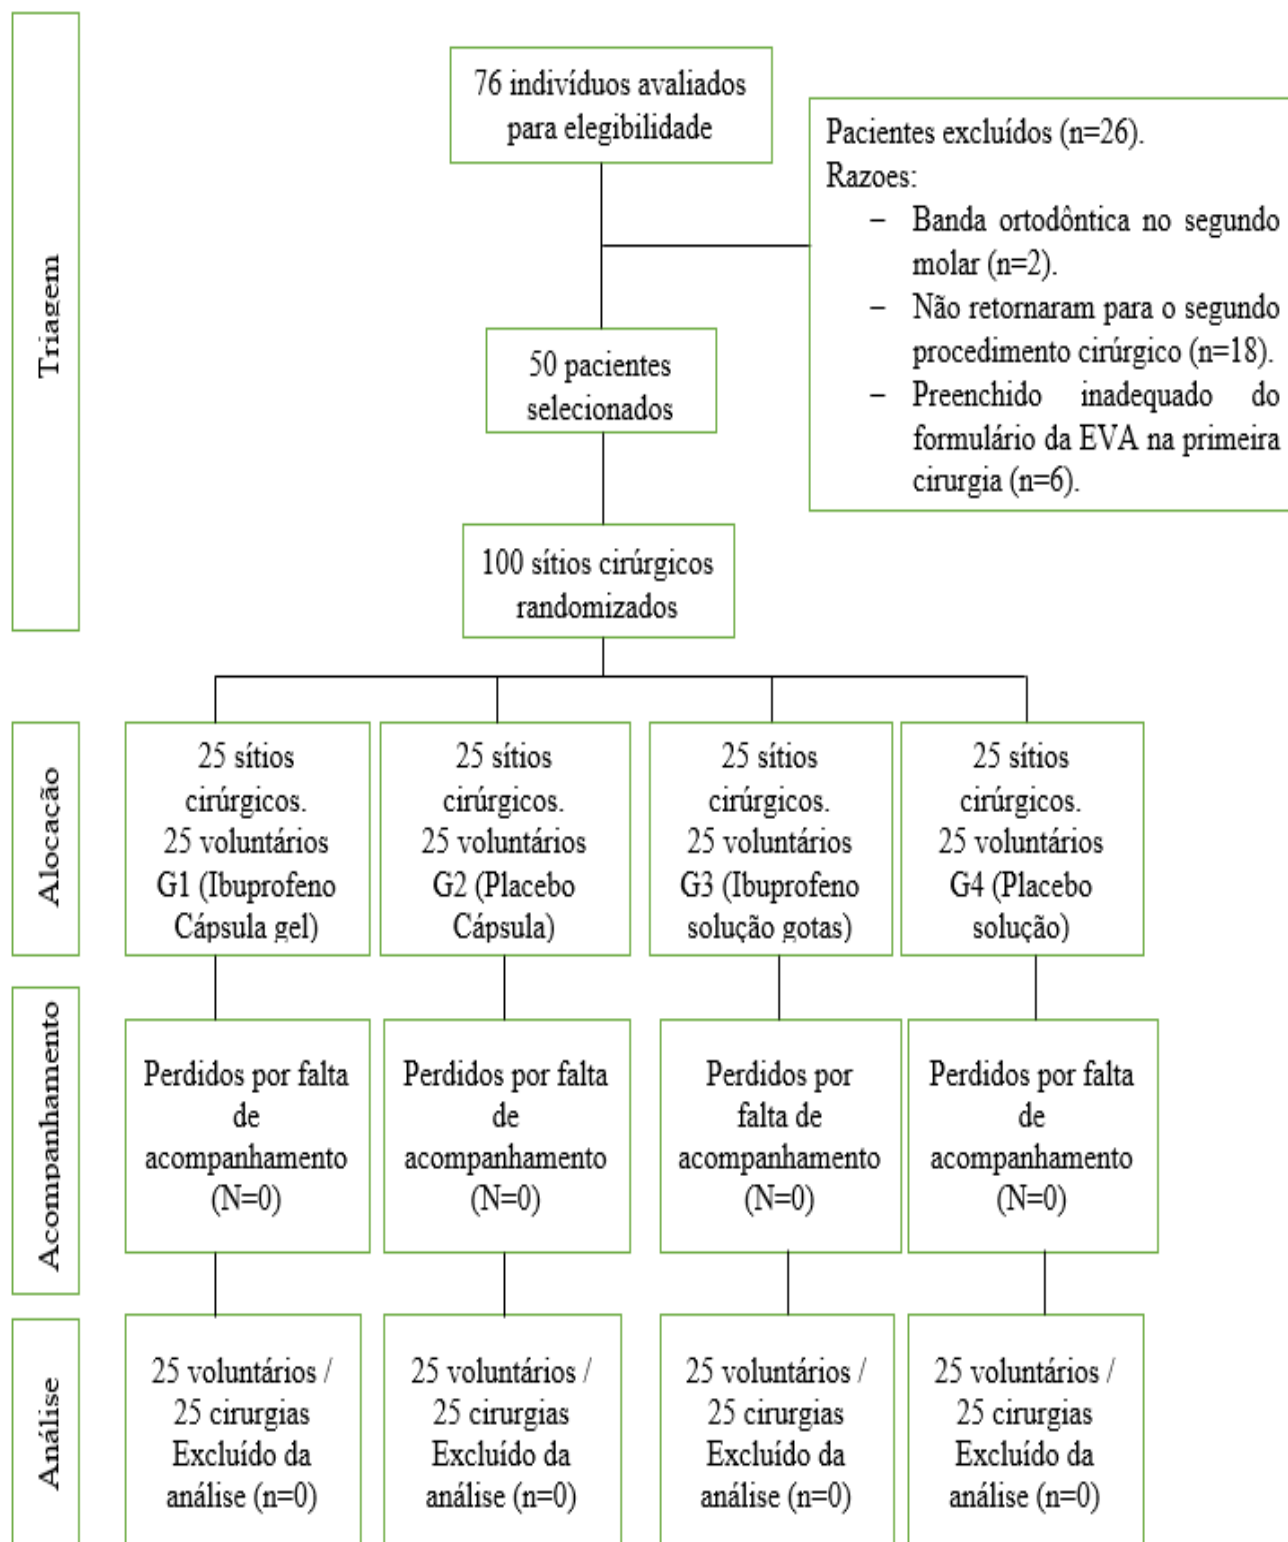 Triagem
76 indivíduos avaliados
para elegibilidade
Pacientes excluídos (n=26).
Razoes:
– Banda ortodôntica no segundo
molar (n=2).
– Não retornaram para o segundo
procedimento cirúrgico (n=18).
– Preenchido inadequado do
formulário da EVA na primeira
cirurgia (n=6).
50 pacientes
selecionados
100 sítios cirúrgicos
randomizados
Alocação
25 sítios
cirúrgicos.
25 voluntários
G1 (Ibuprofeno
Cápsula gel)
25 sítios
cirúrgicos.
25 voluntários
G2 (Placebo
Cápsula)
25 sítios
cirúrgicos.
25 voluntários
G3 (Ibuprofeno
solução gotas)
25 sítios
cirúrgicos.
25 voluntários
G4 (Placebo
solução)
Acompanhamento
Perdidos por falta
de
acompanhamento
(N=0)
Perdidos por falta
de
acompanhamento
(N=0)
Perdidos por
falta de
acompanhamento
(N=0)
Perdidos por falta
de
acompanhamento
(N=0)
Análise
25 voluntários /
25 cirurgias
Excluído da
análise (n=0)
25 voluntários /
25 cirurgias
Excluído da
análise (n=0)
25 voluntários /
25 cirurgias
Excluído da
análise (n=0)
25 voluntários /
25 cirurgias
Excluído da
análise (n=0)